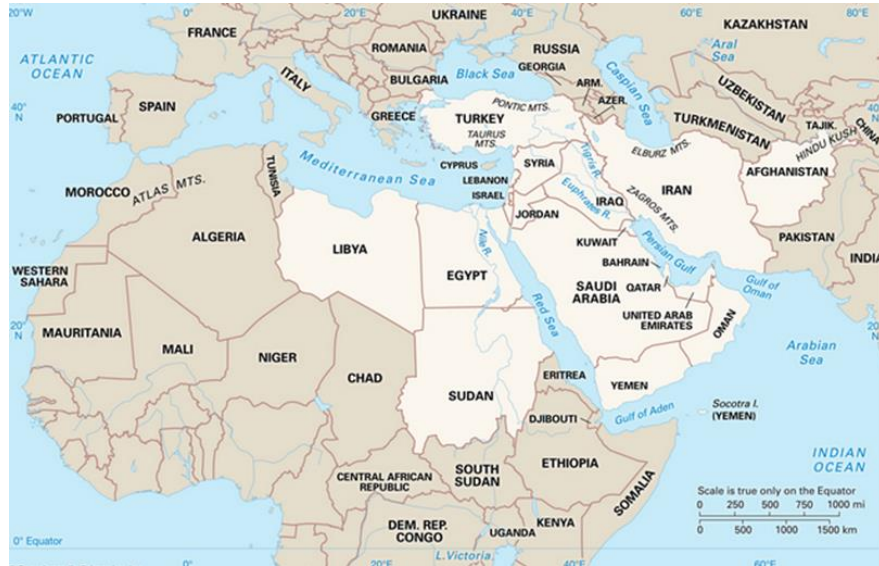 0°
20°E
UKRAINE
40°E
60°E
80°E
FRANCE
KAZAKHSTAN
ATLANTIC
OCEAN
ROMANIA
RUSSIA
Aral
Sea
ITALY
BULGARIA
Black Sea
GEORGIA
Caspian Sea
UZBEKISTAN
40°
N
SPAIN
PORTUGAL
GREECE
TURKEY
PONTIC MTS.
TAURUS
MTS.
ARM.
AZER.
TURKMENISTAN
TAJIK.
CHINA
40°
N
HINDU KUSH
ELBURZ MTS.
Mediterranean Sea
CYPRUS
SYRIA
Tigris R.
LEBANON
ISRAEL
Euphrates R.
IRAQ
ZAGROS MTS.
IRAN
AFGHANISTAN
MOROCCO
ATLAS MTS.
TUNISIA
JORDAN
ALGERIA
LIBYA
EGYPT
Nile R.
KUWAIT
Persian Gulf
PAKISTAN
BAHRAIN
WESTERN
SAHARA
SAUDI
ARABIA
QATAR
Gulf of
Oman
INDIA
UNITED ARAB
EMIRATES
OMAN
Red Sea
20°
N
20°
N
MAURITANIA
MALI
NIGER
CHAD
SUDAN
ERITREA
YEMEN
Arabian
Sea
Socotra I.
(YEMEN)
DJIBOUTI
Gulf of Aden
ETHIOPIA
SOMALIA
INDIAN
OCEAN
CENTRAL AFRICAN
REPUBLIC
SOUTH
SUDAN
Scale is true only on the Equator
0 250 500 750 1000 mi
0 500 1000 1500 km
DEM. REP.
CONGO
UGANDA
KENYA
L.Victoria
0° Equator
0°
20°E
40°E
60°E